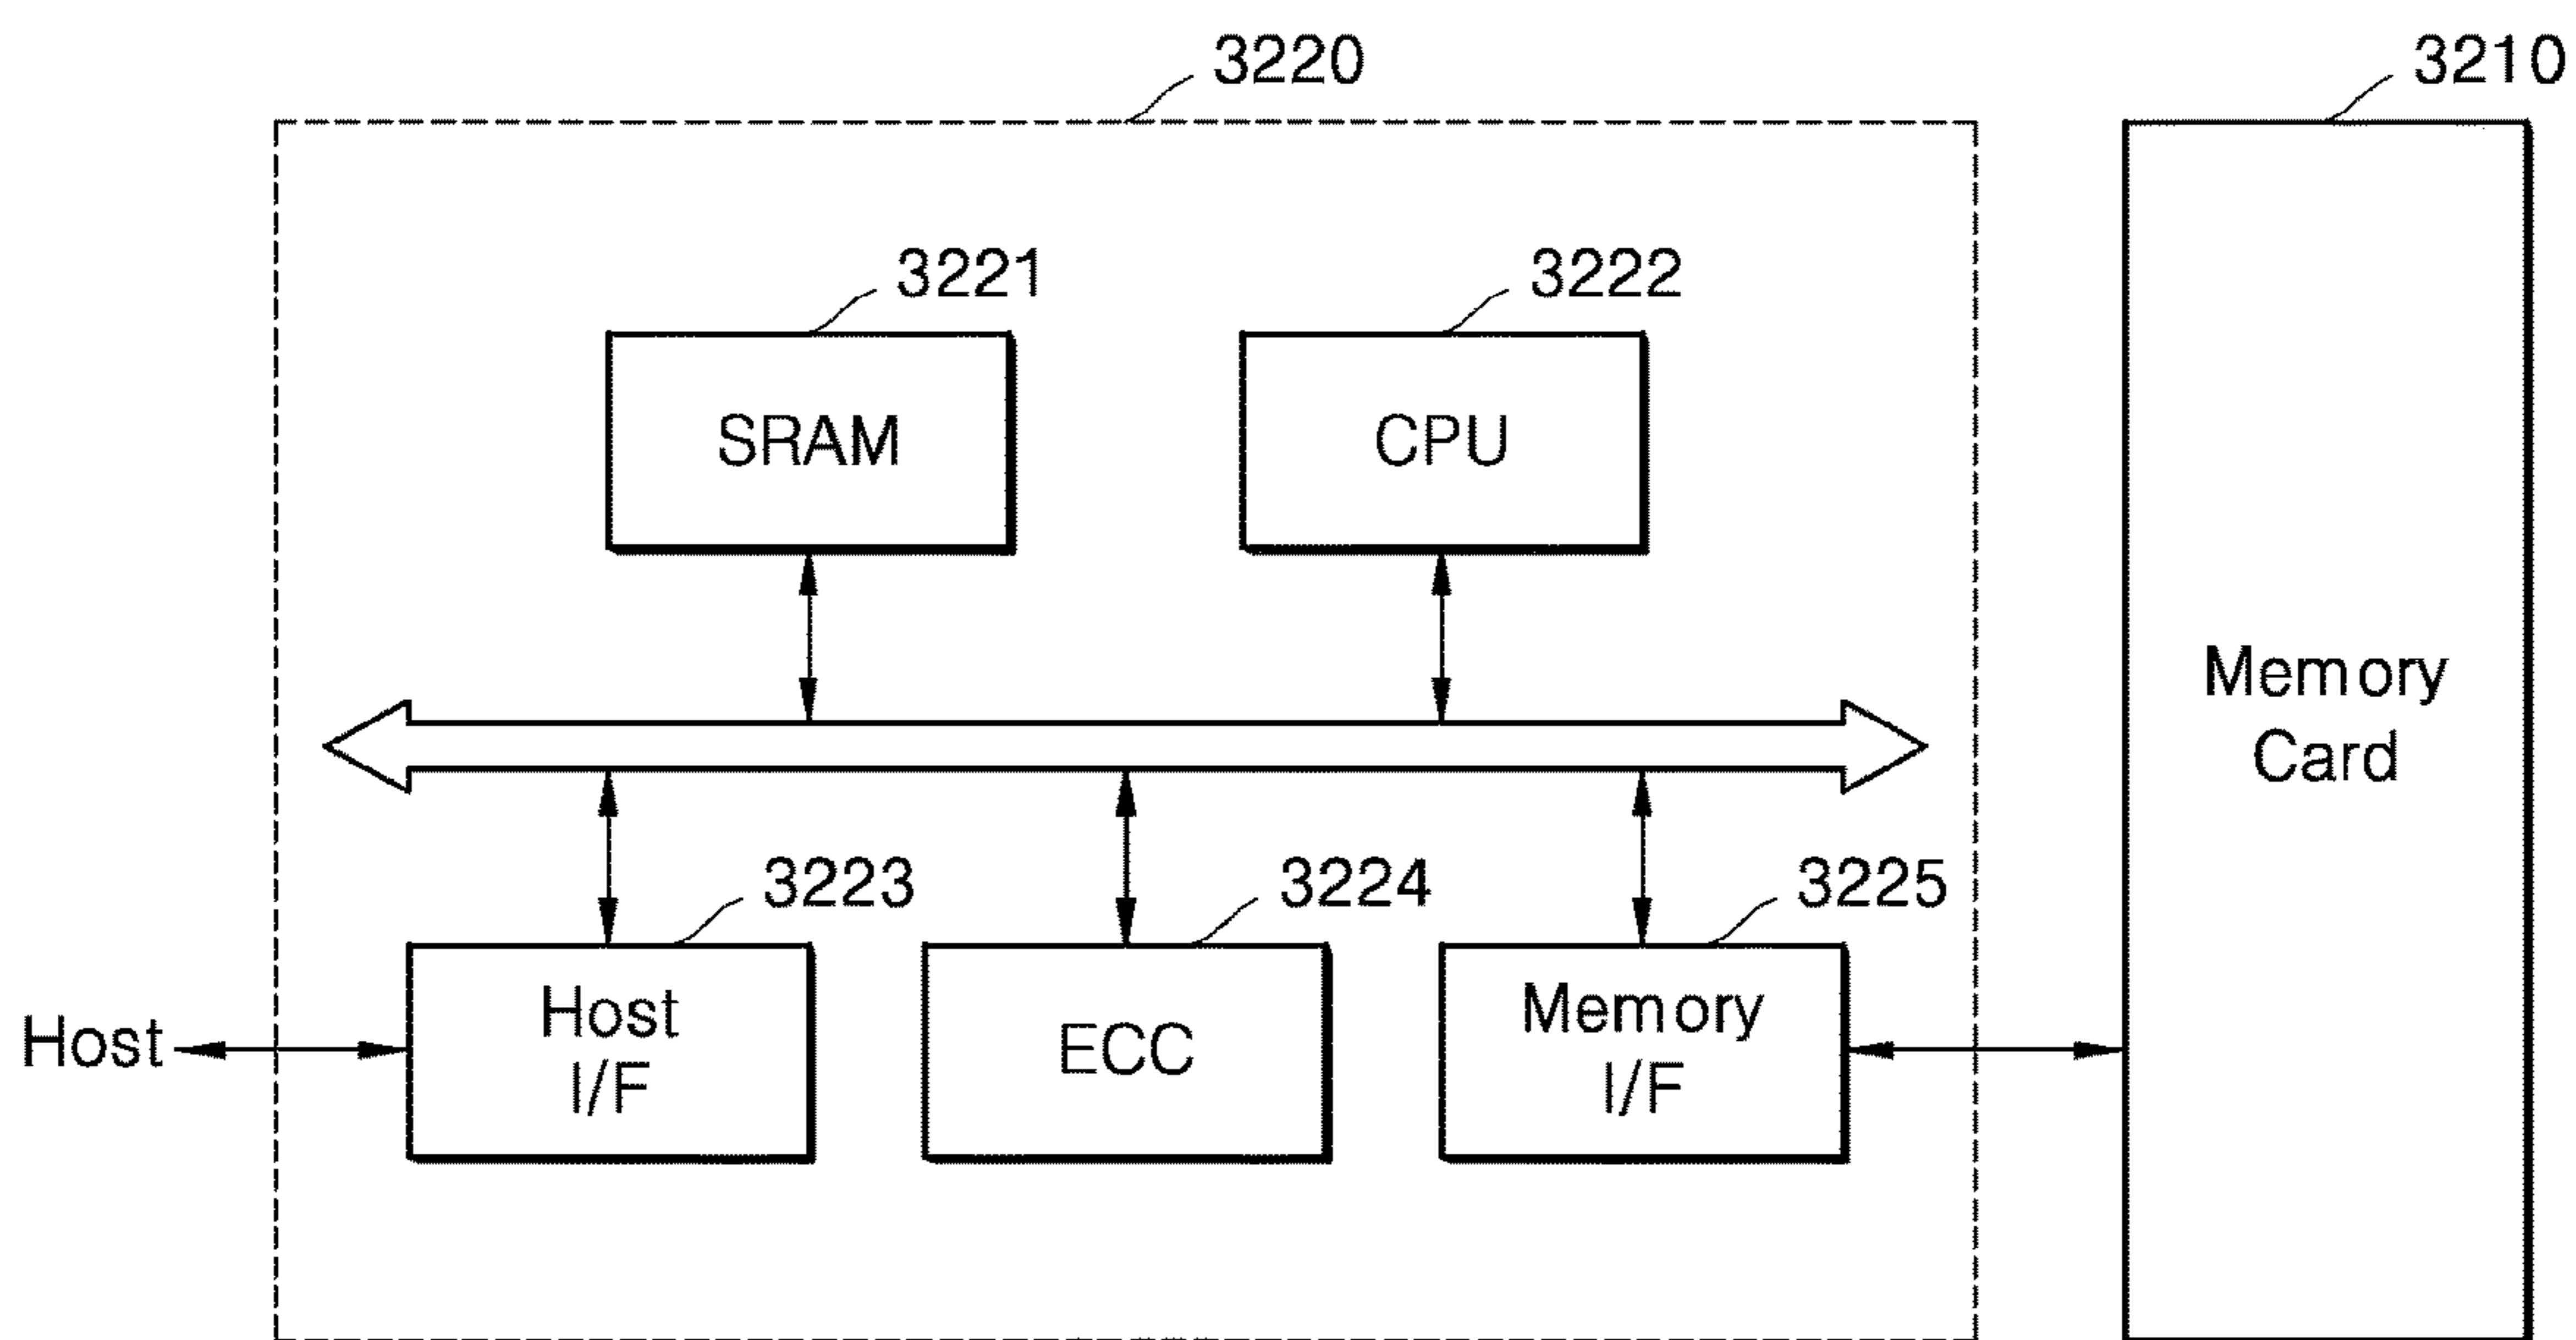 3220
3210
3221
3222
SRAM
CPU
Memory
Card
3223
3224
3225
Host
Host
I/F
ECC
Memory
I/F